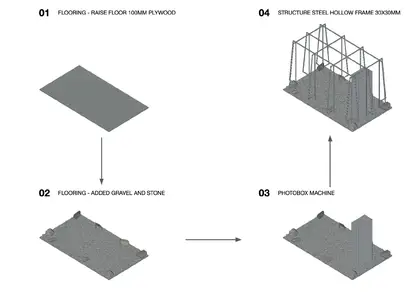 01 FLOORING - RAISE FLOOR 100MM PLYWOOD
04 STRUCTURE STEEL HOLLOW FRAME 30X30MM
02 FLOORING - ADDED GRAVEL AND STONE
03 PHOTOBOX MACHINE